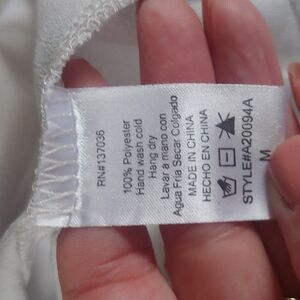 RN#137036
100% Polyester
Hand wash cold
Hang dry
Lavar a mano con
Agua Fría Secar Colgado
MADE IN CHINA
HECHO EN CHINA
STYLE#A20094A
M